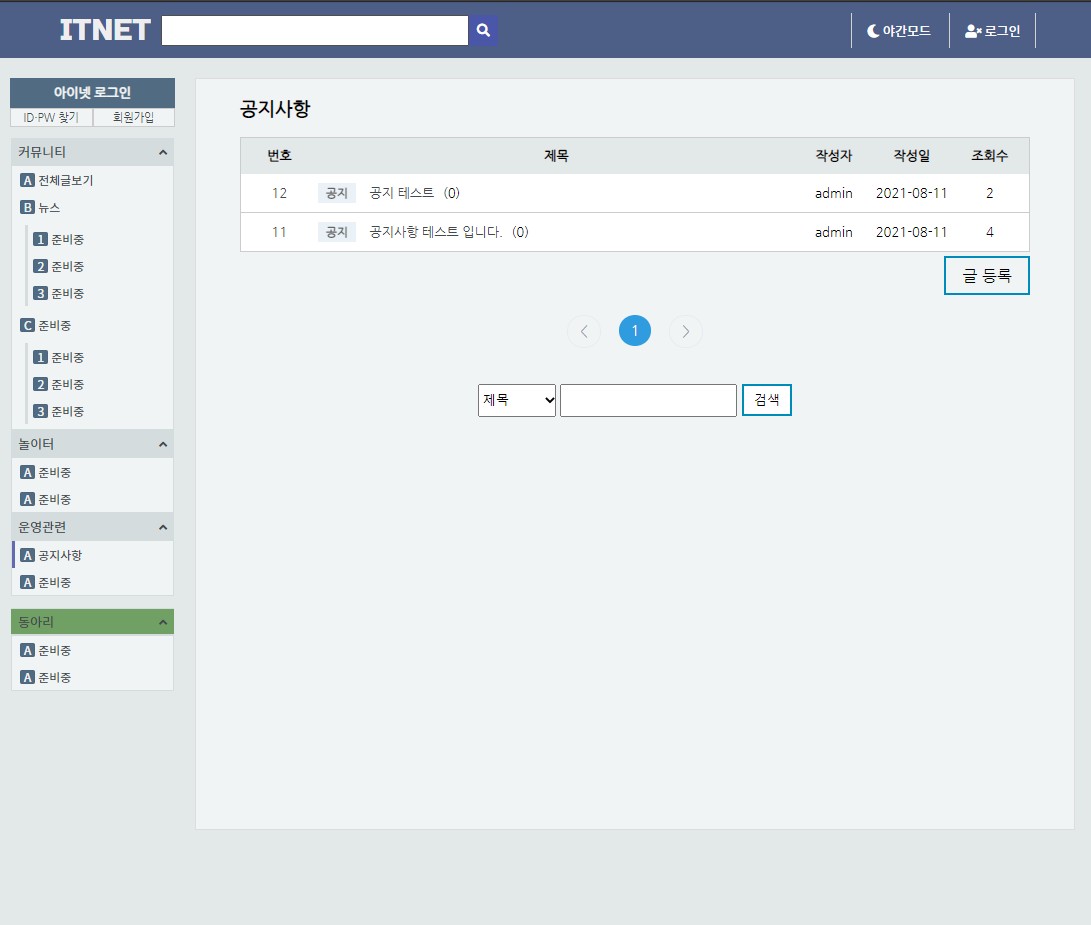 ITNET
야간모드
로그인
아이넷 로그인
ID·PW 찾기 회원가입
커뮤니티
A 전체글보기
B 뉴스
1 준비중
2 준비중
3 준비중
C 준비중
1 준비중
2 준비중
3 준비중
놀이터
A 준비중
A 준비중
운영관련
A 공지사항
A 준비중
동아리
A 준비중
A 준비중
공지사항
번호 제목 작성자 작성일 조회수
12 공지 공지 테스트 (0) admin 2021-08-11 2
11 공지 공지사항 테스트 입니다. (0) admin 2021-08-11 4
글 등록
1
제목 검색